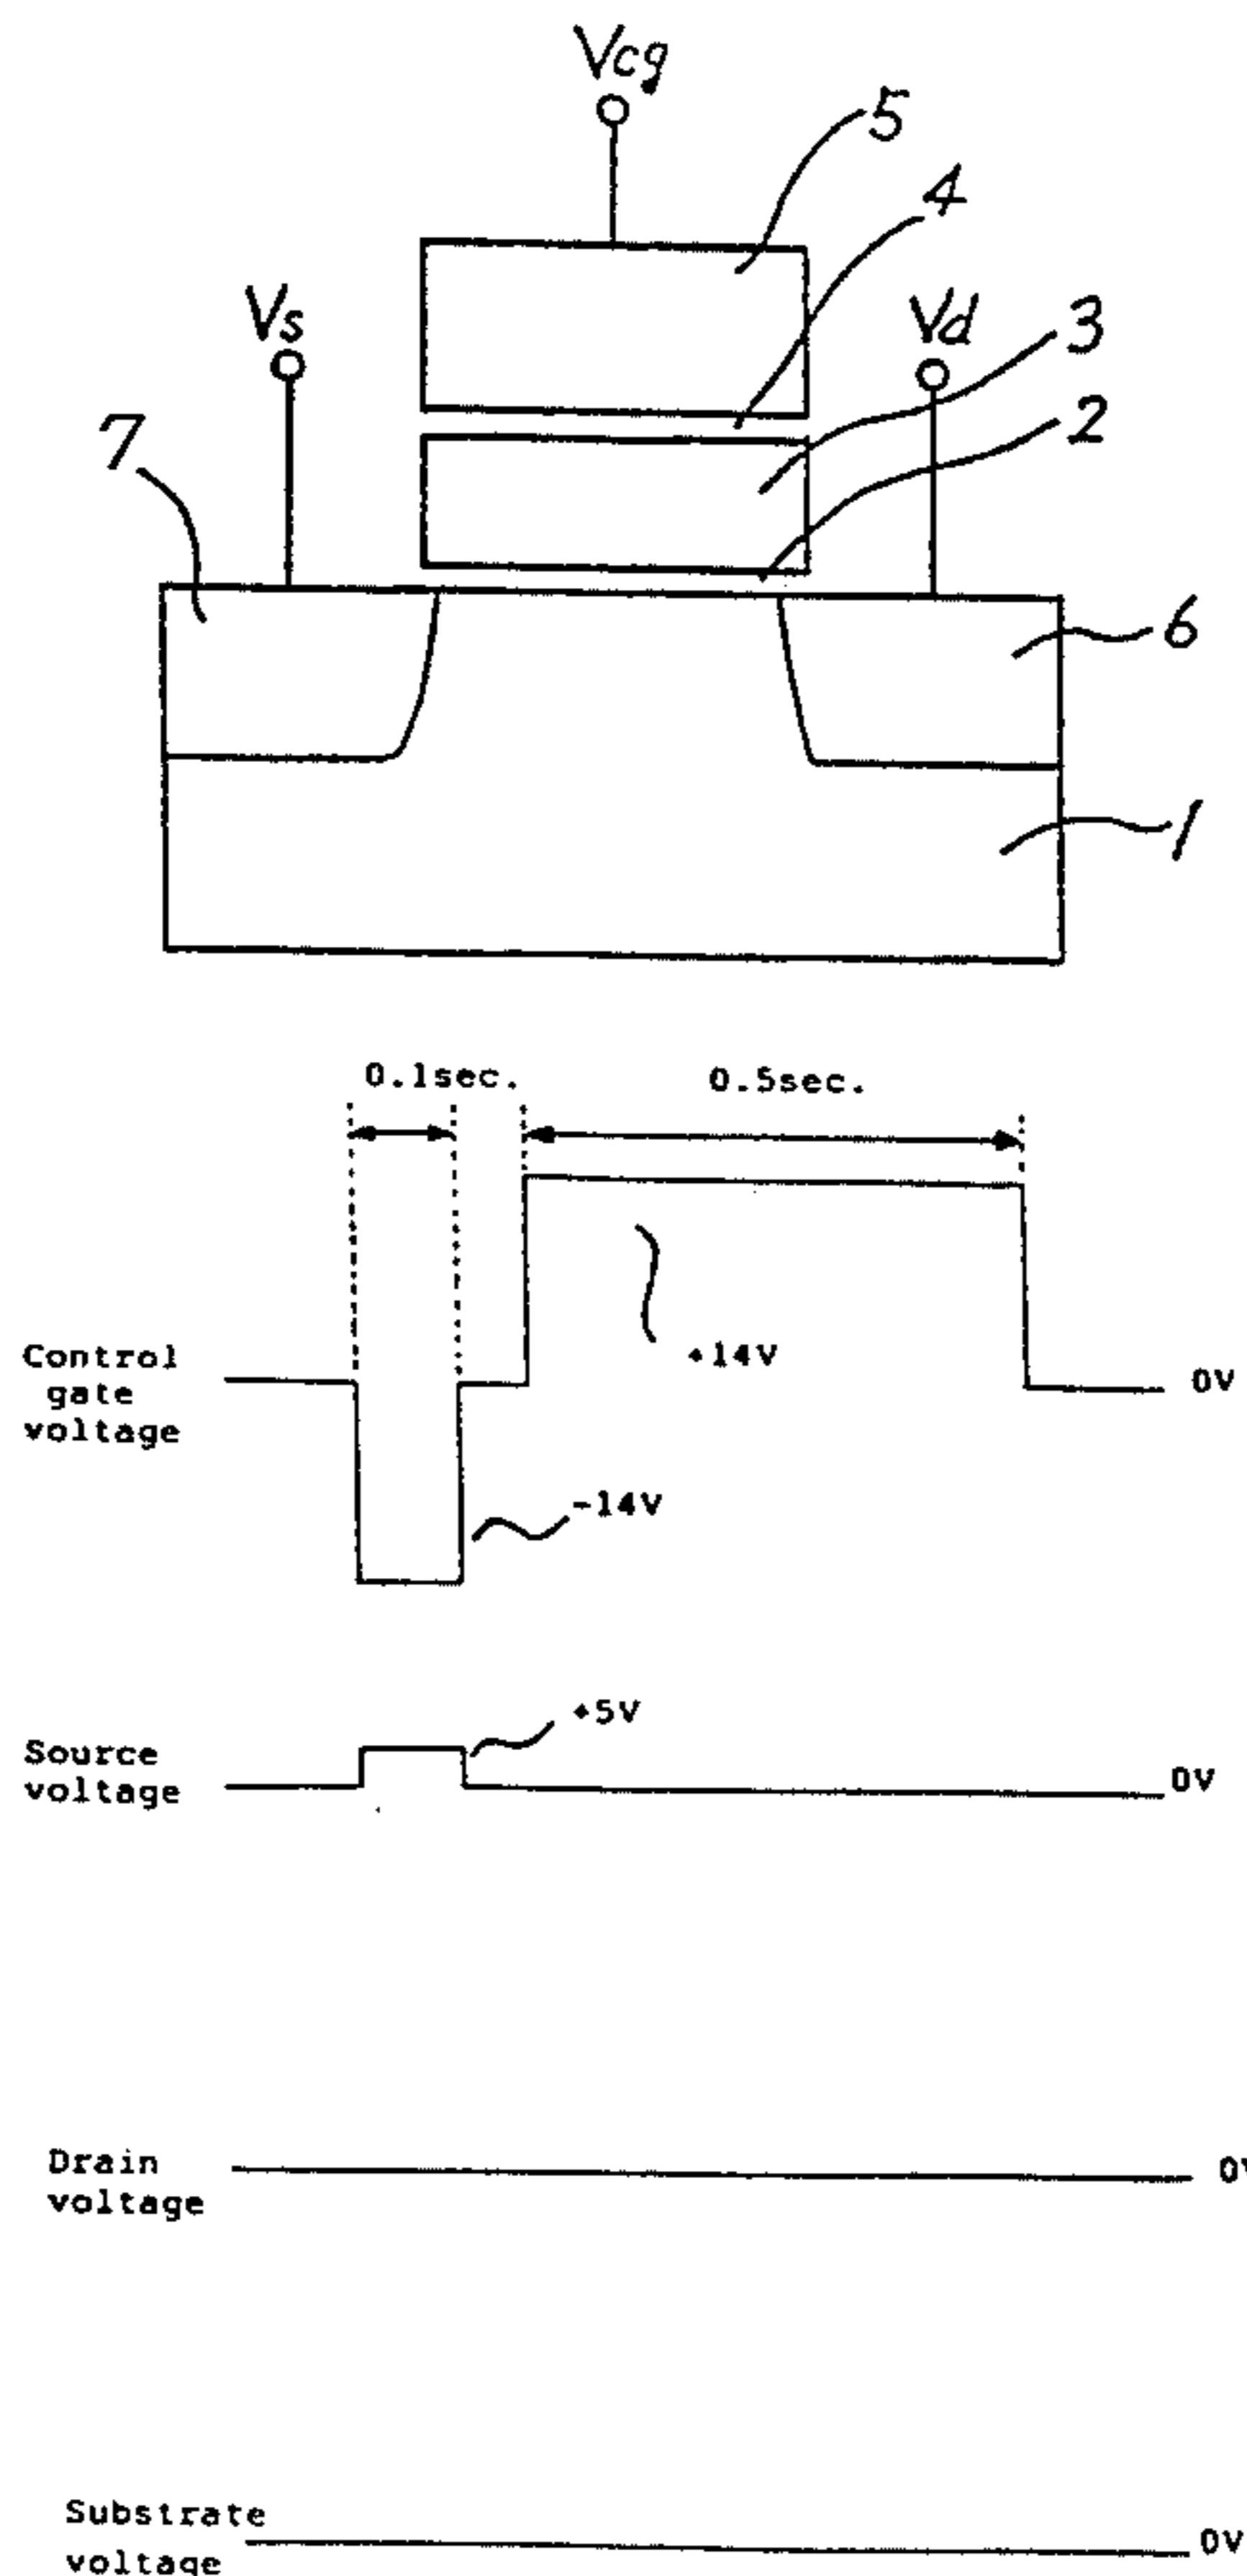 Vcg
5
4
Vs
Vd
3
2
7
6
1
0.1sec.
0.5sec.
+14V
Control
gate
voltage
0V
-14V
+5V
Source
voltage
0V
Drain
voltage
0V
Substrate
voltage
0V